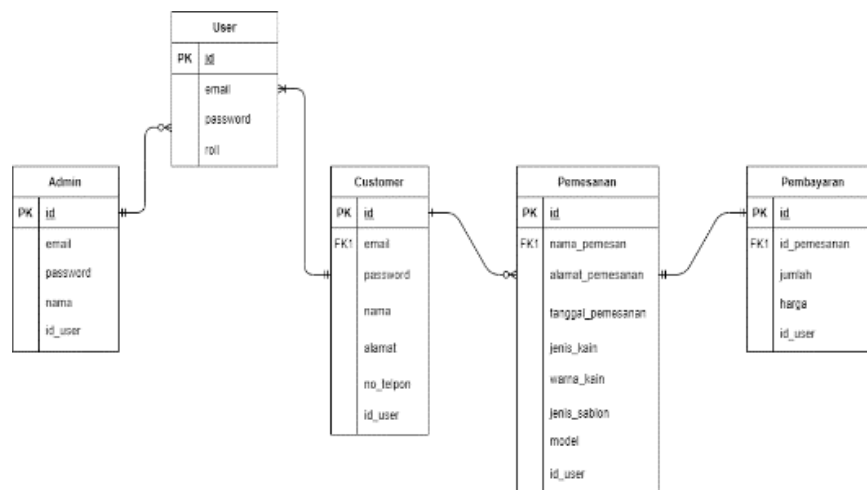 User
PK id
email
password
roll
Admin
PK id
email
password
nama
id_user
Customer
PK id
FK1 email
password
nama
alamat
no_telpon
id_user
Pemesanan
PK id
FK1 nama_pemesan
alamat_pemesanan
tanggal_pemesanan
jenis_kain
warna_kain
jenis_sablon
model
id_user
Pembayaran
PK id
FK1 id_pemesanan
jumlah
harga
id_user